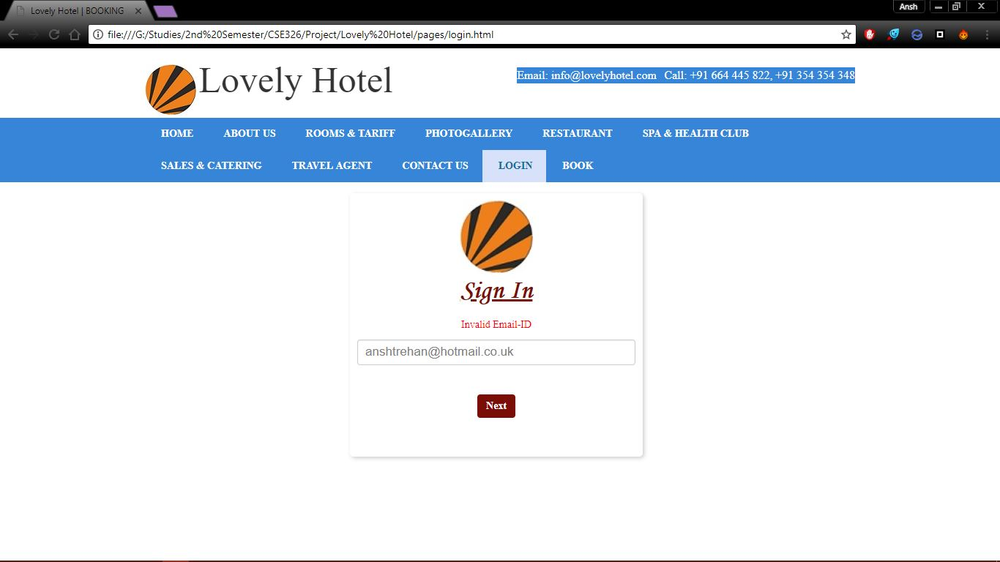 Lovely Hotel | BOOKING
Ansh
file:///G:/Studies/2nd%20Semester/CSE326/Project/Lovely%20Hotel/pages/login.html
Lovely Hotel
Email: info@lovelyhotel.com Call: +91 664 445 822, +91 354 354 348
HOME ABOUT US ROOMS & TARIFF PHOTOGALLERY RESTAURANT SPA & HEALTH CLUB
SALES & CATERING TRAVEL AGENT CONTACT US LOGIN BOOK
Sign In
Invalid Email-ID
anshtrehan@hotmail.co.uk
Next